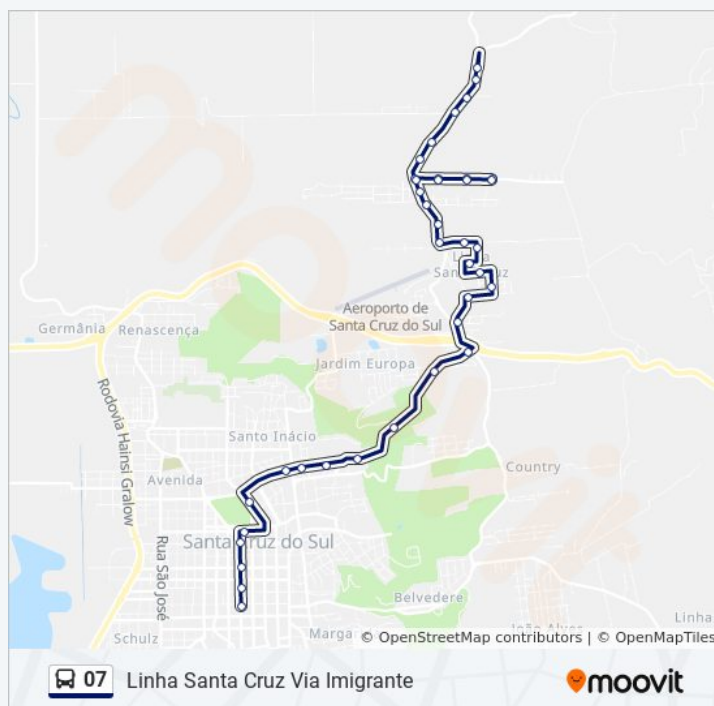 Aeroporto de
Santa Cruz do Sul
Germânia
Renascença
Jardim Europa
Rodovia Hainsi Gralow
Santo Inácio
Country
Avenida
Santa Cruz do Sul
Rua São José
Belvedere
Schulz
Linha
© OpenStreetMap contributors | © OpenMapTiles
07 Linha Santa Cruz Via Imigrante
moovit